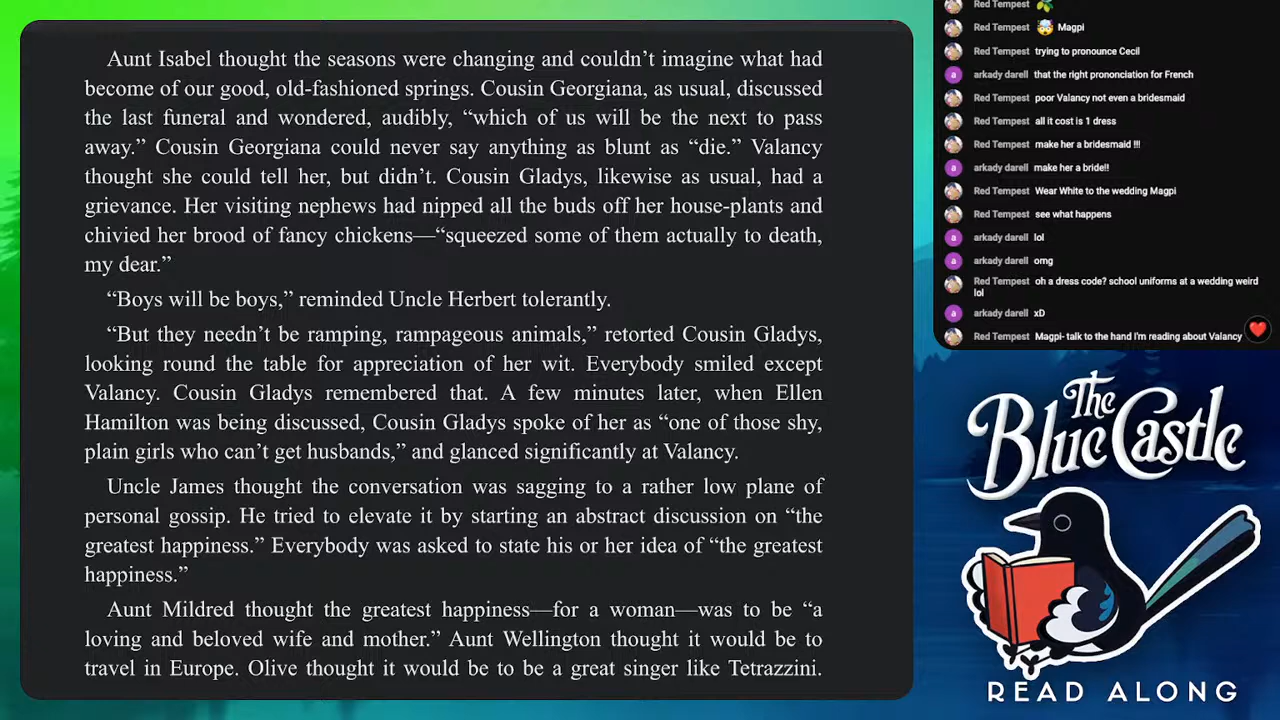 Aunt Isabel thought the seasons were changing and couldn’t imagine what had
become of our good, old-fashioned springs. Cousin Georgiana, as usual, discussed
the last funeral and wondered, audibly, “which of us will be the next to pass
away.” Cousin Georgiana could never say anything as blunt as “die.” Valancy
thought she could tell her, but didn’t. Cousin Gladys, likewise as usual, had a
grievance. Her visiting nephews had nipped all the buds off her house-plants and
chivied her brood of fancy chickens—“squeezed some of them actually to death,
my dear.”
“Boys will be boys,” reminded Uncle Herbert tolerantly.
“But they needn’t be ramping, rampageous animals,” retorted Cousin Gladys,
looking round the table for appreciation of her wit. Everybody smiled except
Valancy. Cousin Gladys remembered that. A few minutes later, when Ellen
Hamilton was being discussed, Cousin Gladys spoke of her as “one of those shy,
plain girls who can’t get husbands,” and glanced significantly at Valancy.
Uncle James thought the conversation was sagging to a rather low plane of
personal gossip. He tried to elevate it by starting an abstract discussion on “the
greatest happiness.” Everybody was asked to state his or her idea of “the greatest
happiness.”
Aunt Mildred thought the greatest happiness—for a woman—was to be “a
loving and beloved wife and mother.” Aunt Wellington thought it would be to
travel in Europe. Olive thought it would be to be a great singer like Tetrazzini.
Red Tempest
Red Tempest Magpi
Red Tempest trying to pronounce Cecil
a arkady darell that the right prononciation for French
Red Tempest poor Valancy not even a bridesmaid
Red Tempest all it cost is 1 dress
Red Tempest make her a bridesmaid !!!
a arkady darell make her a bride!!
Red Tempest Wear White to the wedding Magpi
Red Tempest see what happens
a arkady darell lol
a arkady darell omg
Red Tempest oh a dress code? school uniforms at a wedding weird
lol
a arkady darell xD
Red Tempest Magpi- talk to the hand I'm reading about Valancy
The
Blue Castle
READ ALONG